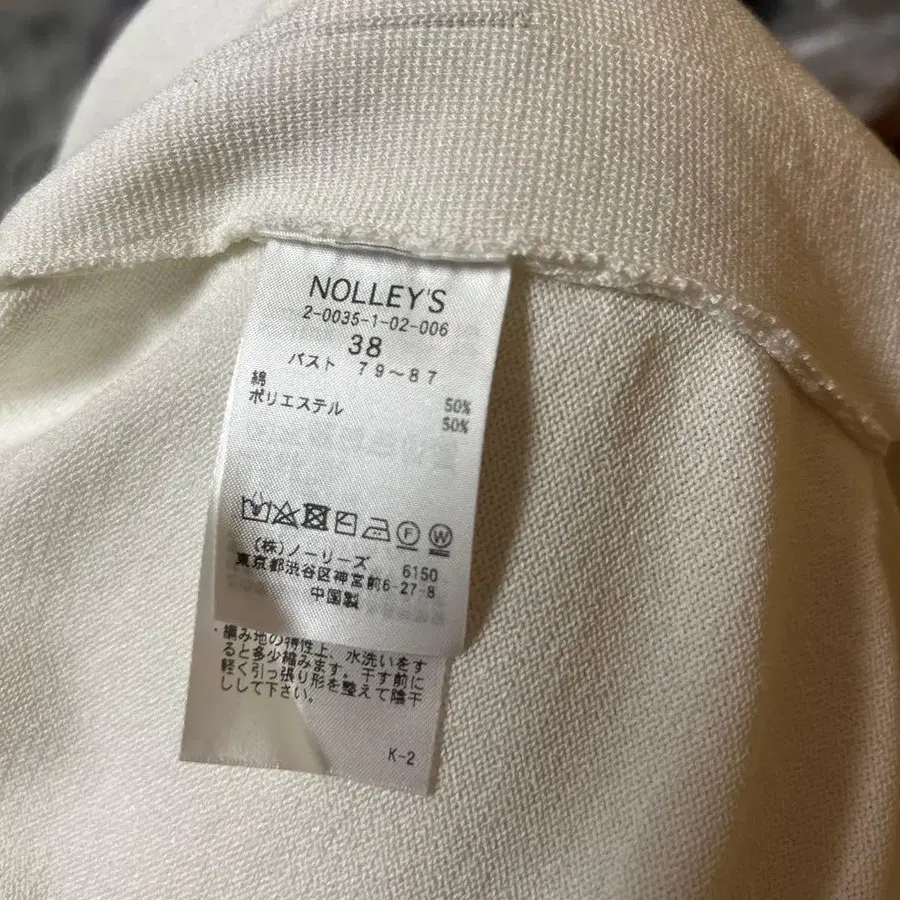 NOLLEY'S
2-0035-1-02-006
38
バスト 79〜87
綿 50%
ポリエステル 50%
F W
(株)ノーリーズ 6150
東京都渋谷区神宮前6-27-8
中国製
・編み地の特性上、水洗いをす
ると多少縮みます。干す前に
軽く引っ張り形を整えて陰干
しして下さい。
K-2